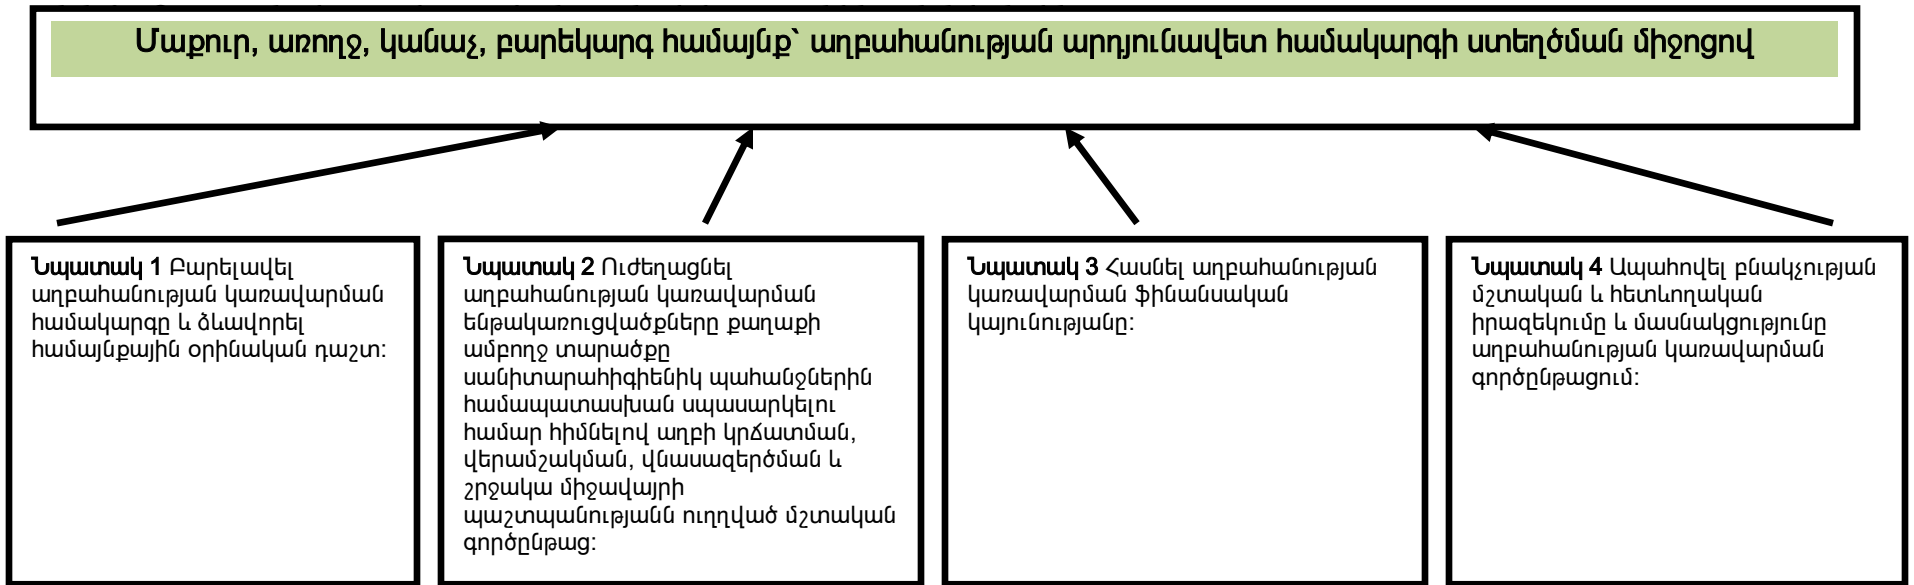 Մաքուր, առողջ, կանաչ, բարեկարգ համայնք՝ աղբահանության արդյունավետ համակարգի ստեղծման միջոցով
Նպատակ 1 Բարելավել
աղբահանության կառավարման
համակարգը և ձևավորել
համայնքային օրինական դաշտ:
Նպատակ 2 Ուժեղացնել
աղբահանության կառավարման
ենթակառուցվածքները քաղաքի
ամբողջ տարածքը
սանիտարահիգիենիկ պահանջներին
համապատասխան սպասարկելու
համար հիմնելով աղբի կրճատման,
վերամշակման, վնասազերծման և
շրջակա միջավայրի
պաշտպանությանն ուղղված մշտական
գործընթաց:
Նպատակ 3 Հասնել աղբահանության
կառավարման ֆինանսական
կայունությանը:
Նպատակ 4 Ապահովել բնակչության
մշտական և հետևողական
իրազեկումը և մասնակցությունը
աղբահանության կառավարման
գործընթացում: